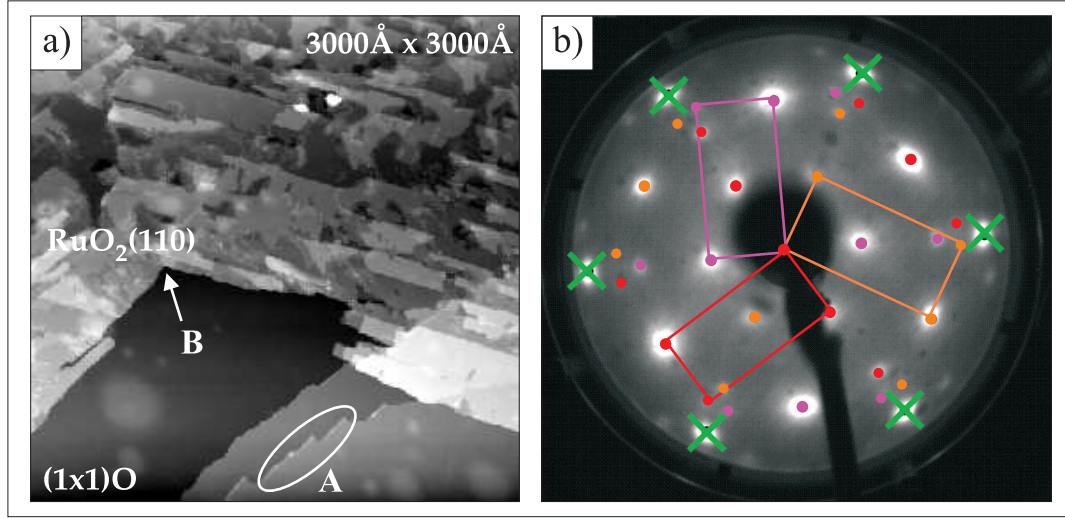 a)
3000Å x 3000Å
RuO₂(110)
B
(1x1)O
A
b)